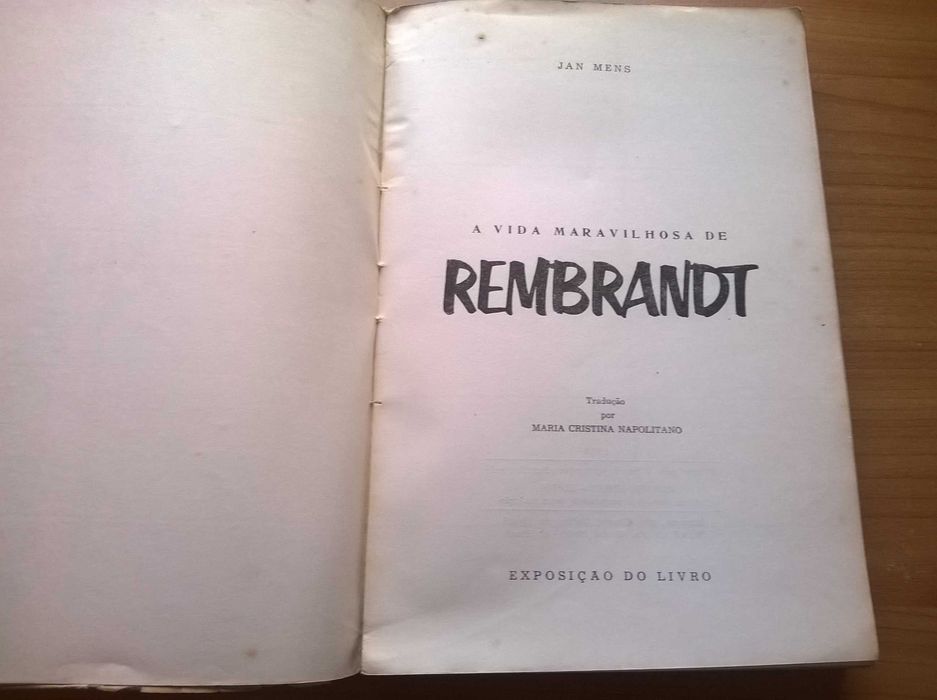 JAN MENS
A VIDA MARAVILHOSA DE
REMBRANDT
Tradução
por
MARIA CRISTINA NAPOLITANO
EXPOSIÇÃO DO LIVRO